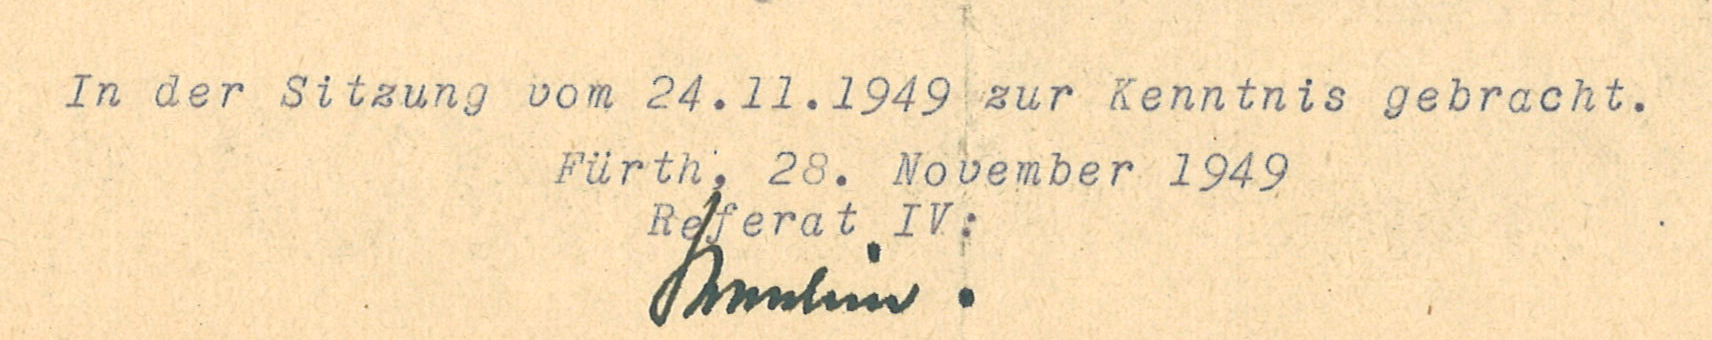 In der Sitzung vom 24.11.1949 zur Kenntnis gebracht.
Fürth, 28. November 1949
Referat IV: